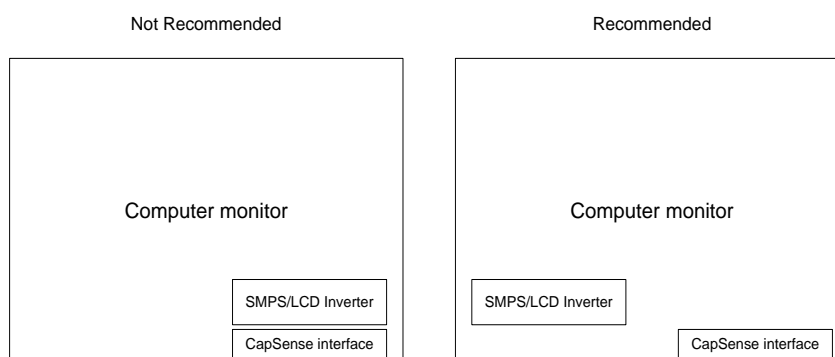 Not Recommended
Recommended
Computer monitor
Computer monitor
SMPS/LCD Inverter
SMPS/LCD Inverter
CapSense interface
CapSense interface